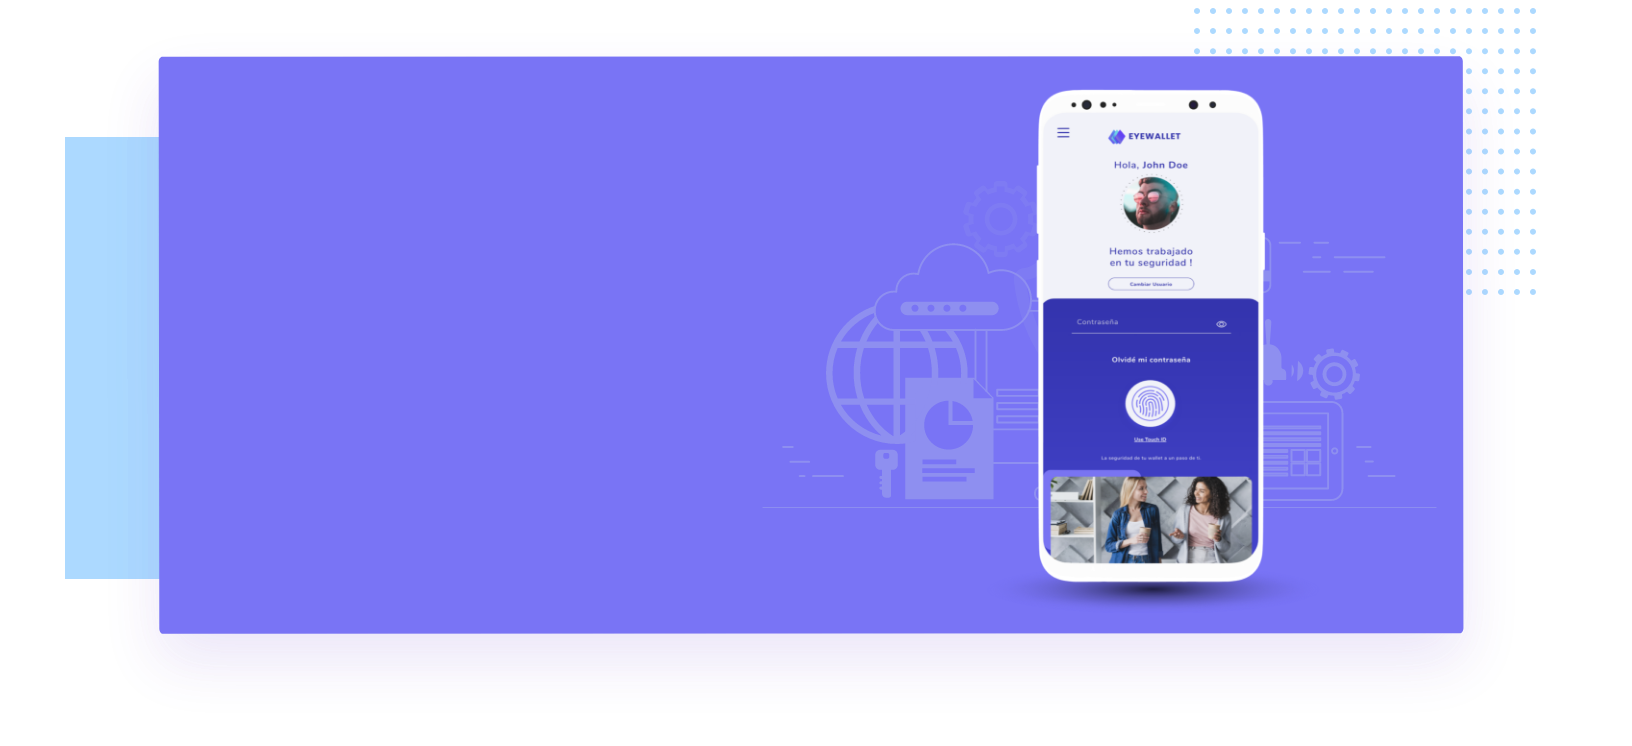 EYEWALLET
Hola, John Doe
Hemos trabajado
en tu seguridad !
Cambiar Usuario
Contraseña
Olvidé mi contraseña
Use Touch ID
La seguridad de tu wallet a un paso de ti.